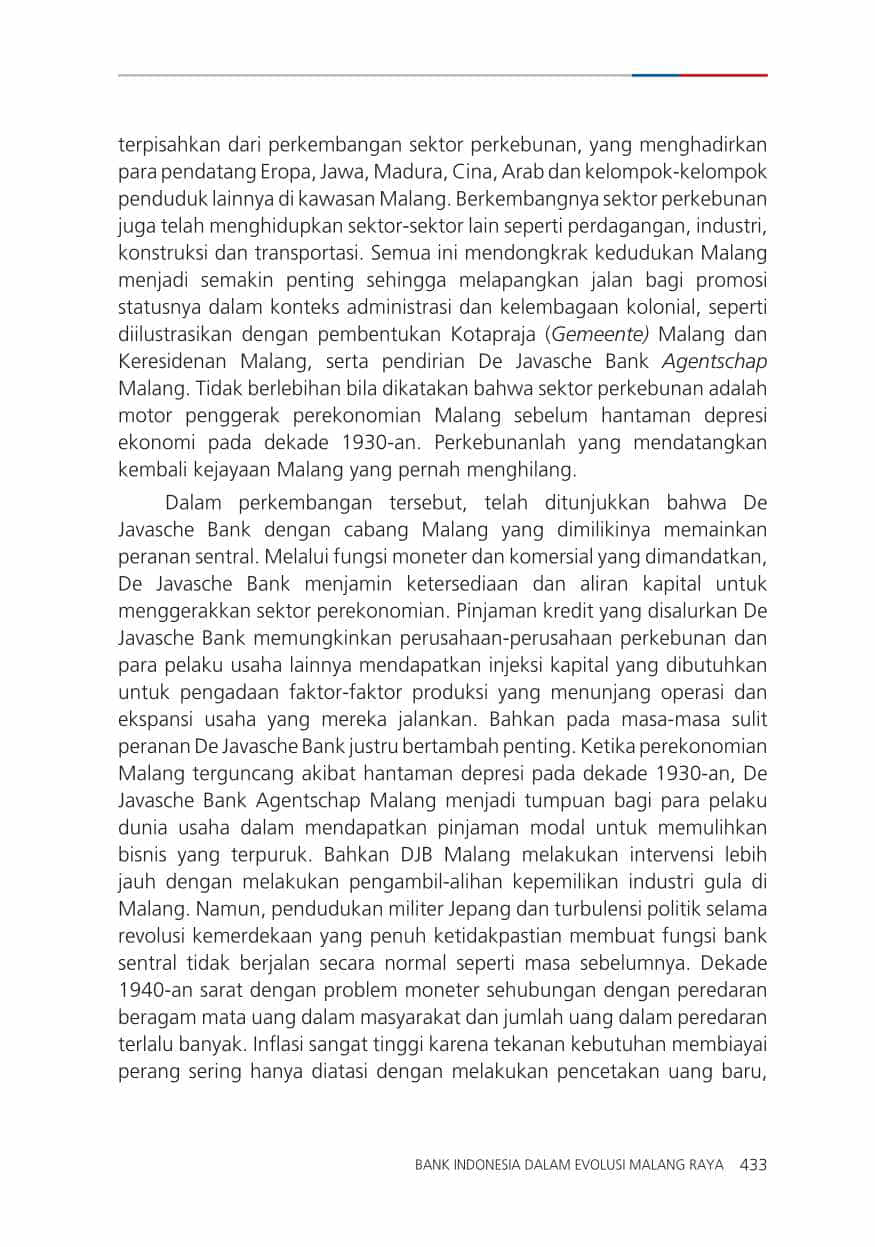 terpisahkan dari perkembangan sektor perkebunan, yang menghadirkan
para pendatang Eropa, Jawa, Madura, Cina, Arab dan kelompok-kelompok
penduduk lainnya di kawasan Malang. Berkembangnya sektor perkebunan
juga telah menghidupkan sektor-sektor lain seperti perdagangan, industri,
konstruksi dan transportasi. Semua ini mendongkrak kedudukan Malang
menjadi semakin penting sehingga melapangkan jalan bagi promosi
statusnya dalam konteks administrasi dan kelembagaan kolonial, seperti
diilustrasikan dengan pembentukan Kotapraja (Gemeente) Malang dan
Keresidenan Malang, serta pendirian De Javasche Bank Agentschap
Malang. Tidak berlebihan bila dikatakan bahwa sektor perkebunan adalah
motor penggerak perekonomian Malang sebelum hantaman depresi
ekonomi pada dekade 1930-an. Perkebunanlah yang mendatangkan
kembali kejayaan Malang yang pernah menghilang.
Dalam perkembangan tersebut, telah ditunjukkan bahwa De
Javasche Bank dengan cabang Malang yang dimilikinya memainkan
peranan sentral. Melalui fungsi moneter dan komersial yang dimandatkan,
De Javasche Bank menjamin ketersediaan dan aliran kapital untuk
menggerakkan sektor perekonomian. Pinjaman kredit yang disalurkan De
Javasche Bank memungkinkan perusahaan-perusahaan perkebunan dan
para pelaku usaha lainnya mendapatkan injeksi kapital yang dibutuhkan
untuk pengadaan faktor-faktor produksi yang menunjang operasi dan
ekspansi usaha yang mereka jalankan. Bahkan pada masa-masa sulit
peranan De Javasche Bank justru bertambah penting. Ketika perekonomian
Malang terguncang akibat hantaman depresi pada dekade 1930-an, De
Javasche Bank Agentschap Malang menjadi tumpuan bagi para pelaku
dunia usaha dalam mendapatkan pinjaman modal untuk memulihkan
bisnis yang terpuruk. Bahkan DJB Malang melakukan intervensi lebih
jauh dengan melakukan pengambil-alihan kepemilikan industri gula di
Malang. Namun, pendudukan militer Jepang dan turbulensi politik selama
revolusi kemerdekaan yang penuh ketidakpastian membuat fungsi bank
sentral tidak berjalan secara normal seperti masa sebelumnya. Dekade
1940-an sarat dengan problem moneter sehubungan dengan peredaran
beragam mata uang dalam masyarakat dan jumlah uang dalam peredaran
terlalu banyak. Inflasi sangat tinggi karena tekanan kebutuhan membiayai
perang sering hanya diatasi dengan melakukan pencetakan uang baru,
BANK INDONESIA DALAM EVOLUSI MALANG RAYA 433